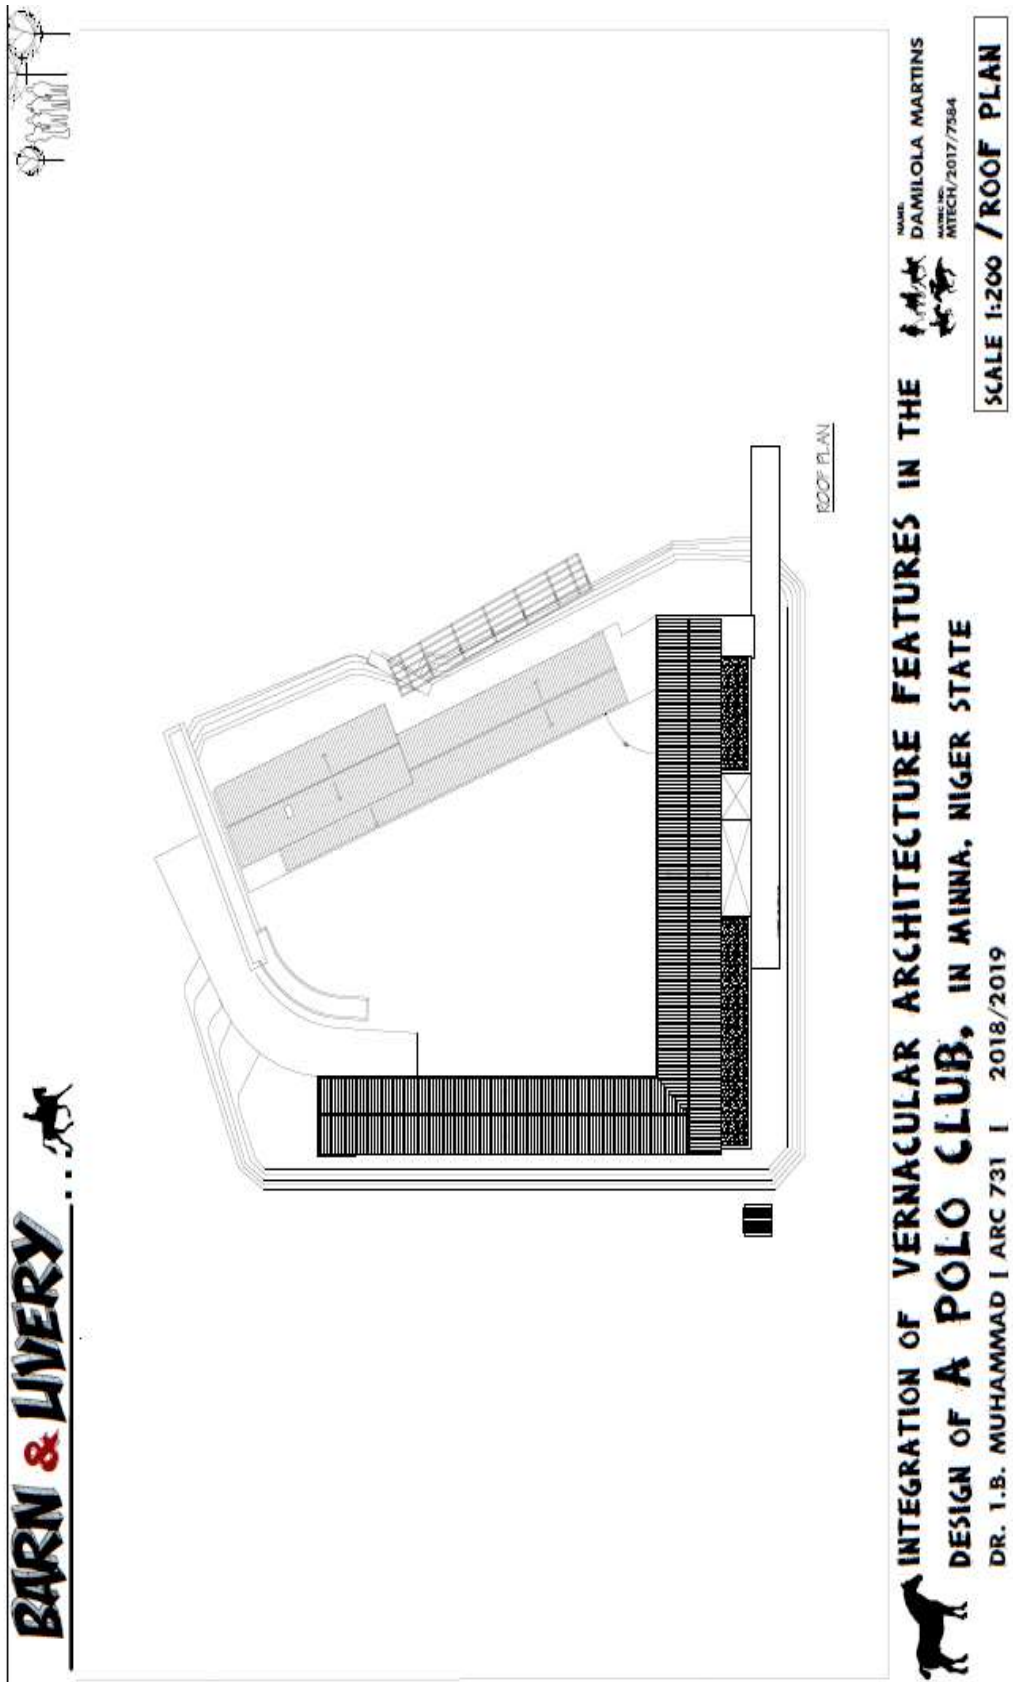 BARN & LIVERY...
ROOF PLAN
INTEGRATION OF VERNACULAR ARCHITECTURE FEATURES IN THE
DESIGN OF A POLO CLUB, IN MINNA, NIGER STATE
DR. I.B. MUHAMMAD | ARC 731 | 2018/2019
NAME:
DAMILOLA MARTINS
MATRIC NO:
MTECH/2017/7584
SCALE 1:200 /ROOF PLAN